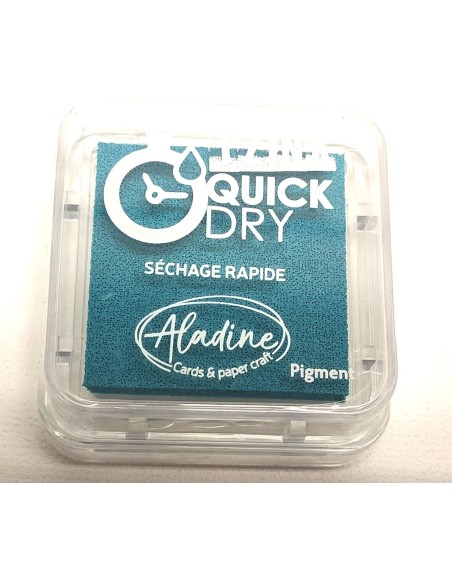 QUICK
DRY
SÉCHAGE RAPIDE
Aladine
Cards & paper craft
Pigment